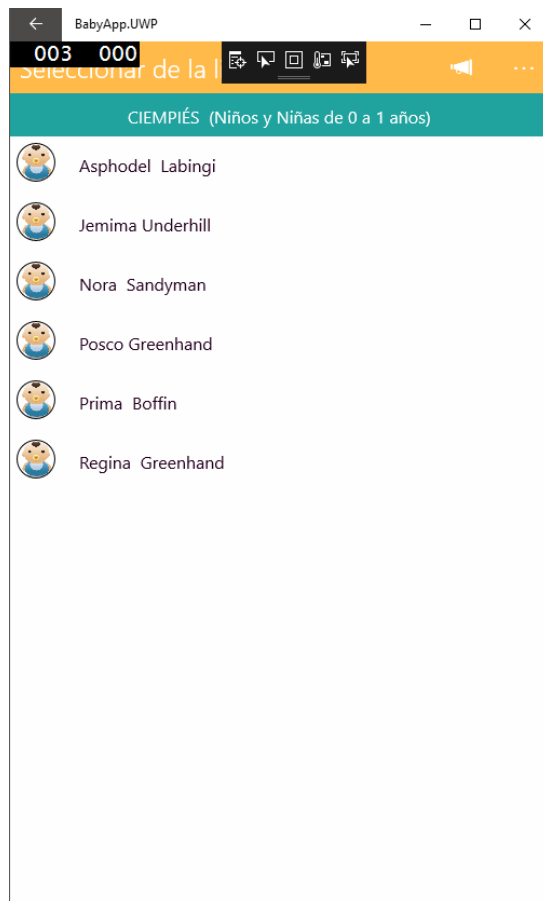 BabyApp.UWP
003 000
Seleccionar de la l
CIEMPIÉS (Niños y Niñas de 0 a 1 años)
Asphodel Labingi
Jemima Underhill
Nora Sandyman
Posco Greenhand
Prima Boffin
Regina Greenhand